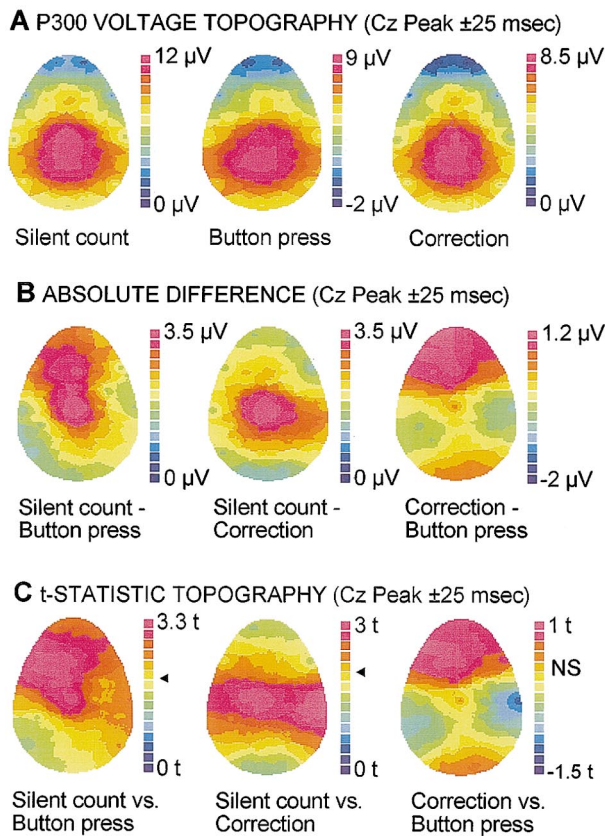 A P300 VOLTAGE TOPOGRAPHY (Cz Peak ±25 msec)
12 µV 9 µV 8.5 µV
0 µV -2 µV 0 µV
Silent count Button press Correction
B ABSOLUTE DIFFERENCE (Cz Peak ±25 msec)
3.5 µV 3.5 µV 1.2 µV
0 µV 0 µV -2 µV
Silent count - Silent count - Correction -
Button press Correction Button press
C t-STATISTIC TOPOGRAPHY (Cz Peak ±25 msec)
3.3 t 3 t 1 t
NS
0 t 0 t -1.5 t
Silent count vs. Silent count vs. Correction vs.
Button press Correction Button press